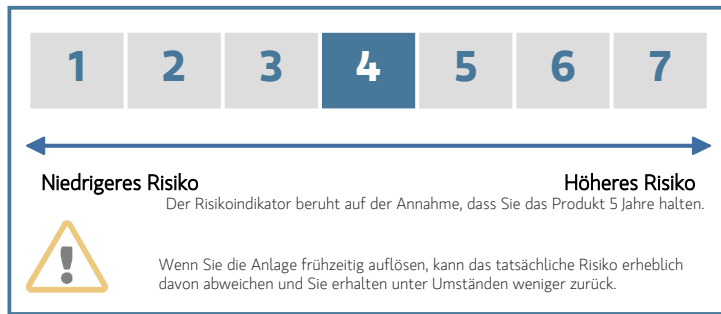 1 2 3 4 5 6 7
Niedrigeres Risiko Höheres Risiko
Der Risikoindikator beruht auf der Annahme, dass Sie das Produkt 5 Jahre halten.
Wenn Sie die Anlage frühzeitig auflösen, kann das tatsächliche Risiko erheblich
davon abweichen und Sie erhalten unter Umständen weniger zurück.